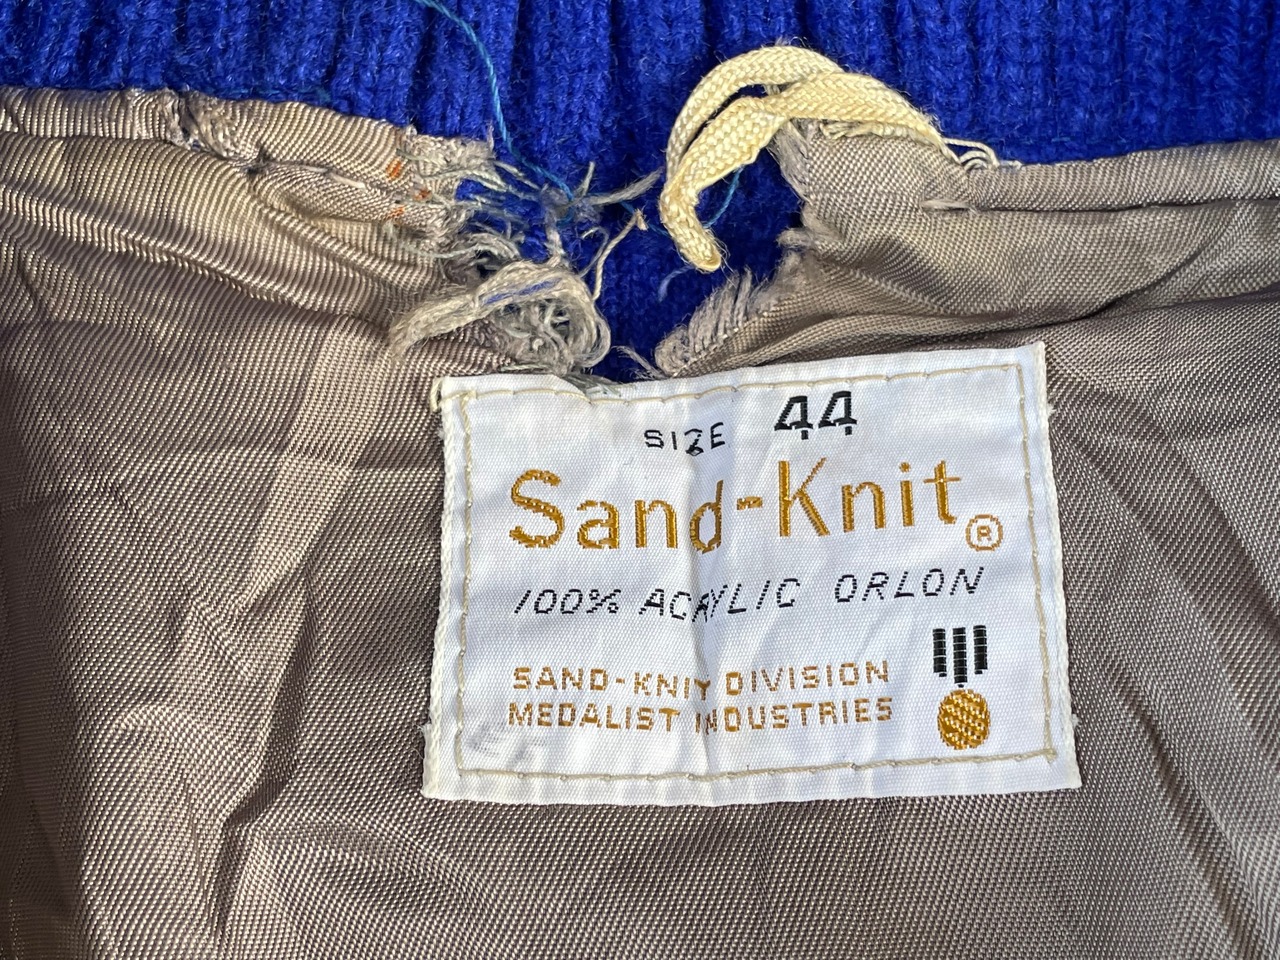 SIZE 44
Sand-Knit ®
100% ACRYLIC ORLON
SAND-KNIT DIVISION
MEDALIST INDUSTRIES